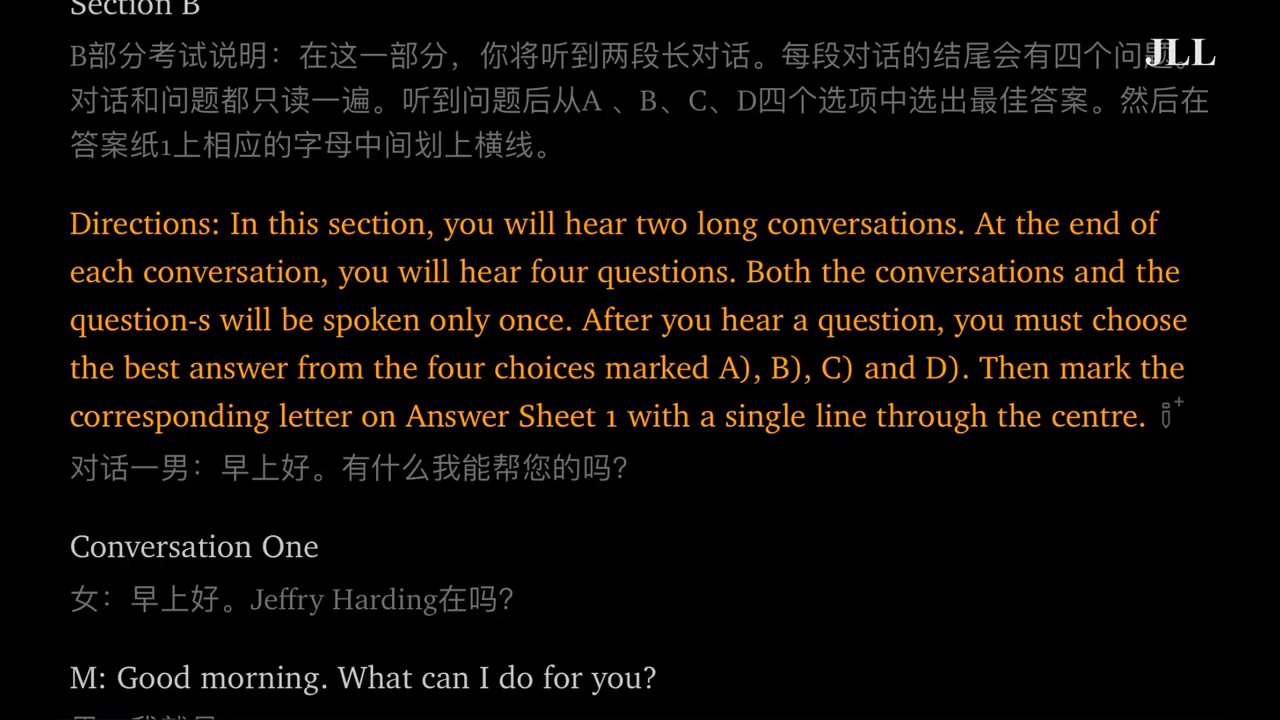 Section B
B部分考试说明：在这一部分，你将听到两段长对话。每段对话的结尾会有四个问题。
JLL
对话和问题都只读一遍。听到问题后从A 、B、C、D四个选项中选出最佳答案。然后在
答案纸1上相应的字母中间划上横线。
Directions: In this section, you will hear two long conversations. At the end of
each conversation, you will hear four questions. Both the conversations and the
question-s will be spoken only once. After you hear a question, you must choose
the best answer from the four choices marked A), B), C) and D). Then mark the
corresponding letter on Answer Sheet 1 with a single line through the centre.
对话一男：早上好。有什么我能帮您的吗？
Conversation One
女：早上好。Jeffry Harding在吗？
M: Good morning. What can I do for you?